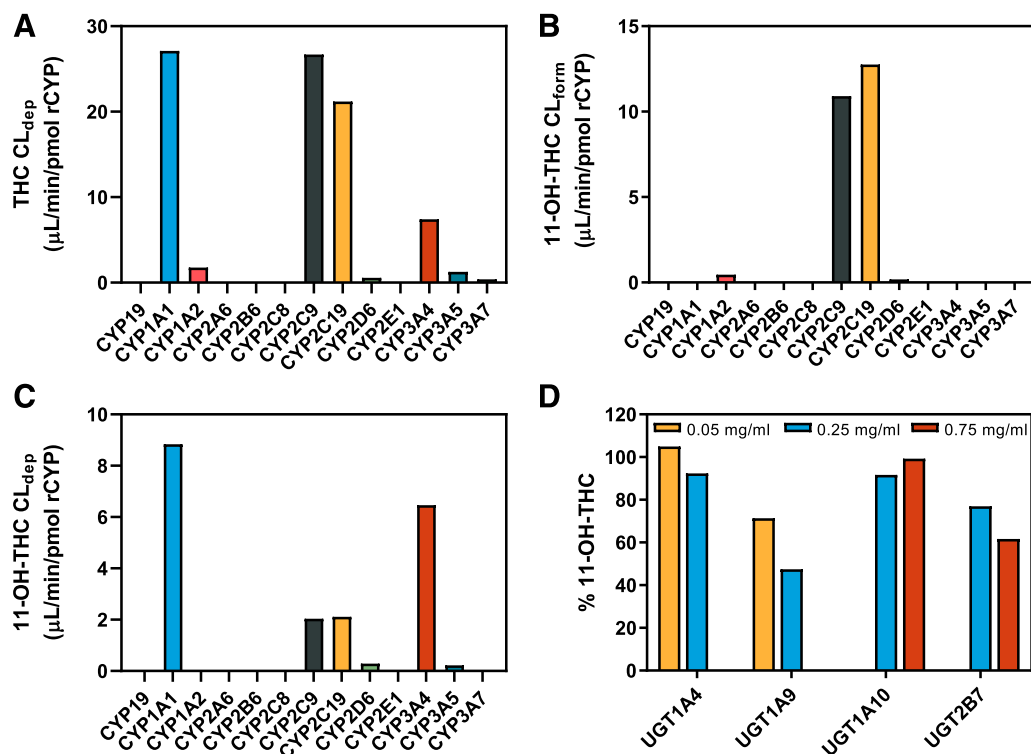 A
THC CLdep
(μL/min/pmol rCYP)
30
20
10
0
CYP19
CYP1A1
CYP1A2
CYP2A6
CYP2B6
CYP2C8
CYP2C9
CYP2C19
CYP2D6
CYP2E1
CYP3A4
CYP3A5
CYP3A7
B
11-OH-THC CLform
(μL/min/pmol rCYP)
15
10
5
0
CYP19
CYP1A1
CYP1A2
CYP2A6
CYP2B6
CYP2C8
CYP2C9
CYP2C19
CYP2D6
CYP2E1
CYP3A4
CYP3A5
CYP3A7
C
11-OH-THC CLdep
(μL/min/pmol rCYP)
10
8
6
4
2
0
CYP19
CYP1A1
CYP1A2
CYP2A6
CYP2B6
CYP2C8
CYP2C9
CYP2C19
CYP2D6
CYP2E1
CYP3A4
CYP3A5
CYP3A7
D
% 11-OH-THC
120
100
80
60
40
20
0
0.05 mg/ml 0.25 mg/ml 0.75 mg/ml
UGT1A4
UGT1A9
UGT1A10
UGT2B7